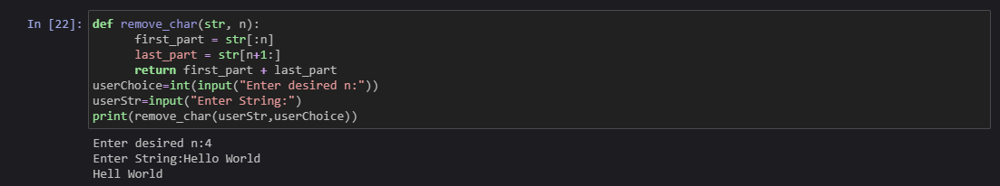 In [22]: def remove_char(str, n):
      first_part = str[:n]
      last_part = str[n+1:]
      return first_part + last_part
userChoice=int(input("Enter desired n:"))
userStr=input("Enter String:")
print(remove_char(userStr,userChoice))
Enter desired n:4
Enter String:Hello World
Hell World